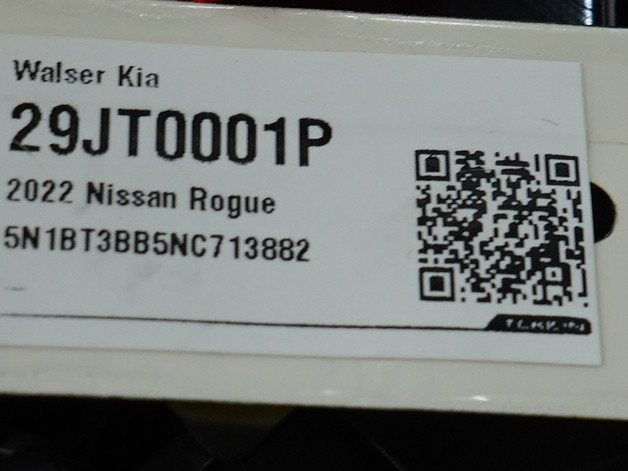 Walser Kia
29JT0001P
2022 Nissan Rogue
5N1BT3BB5NC713882